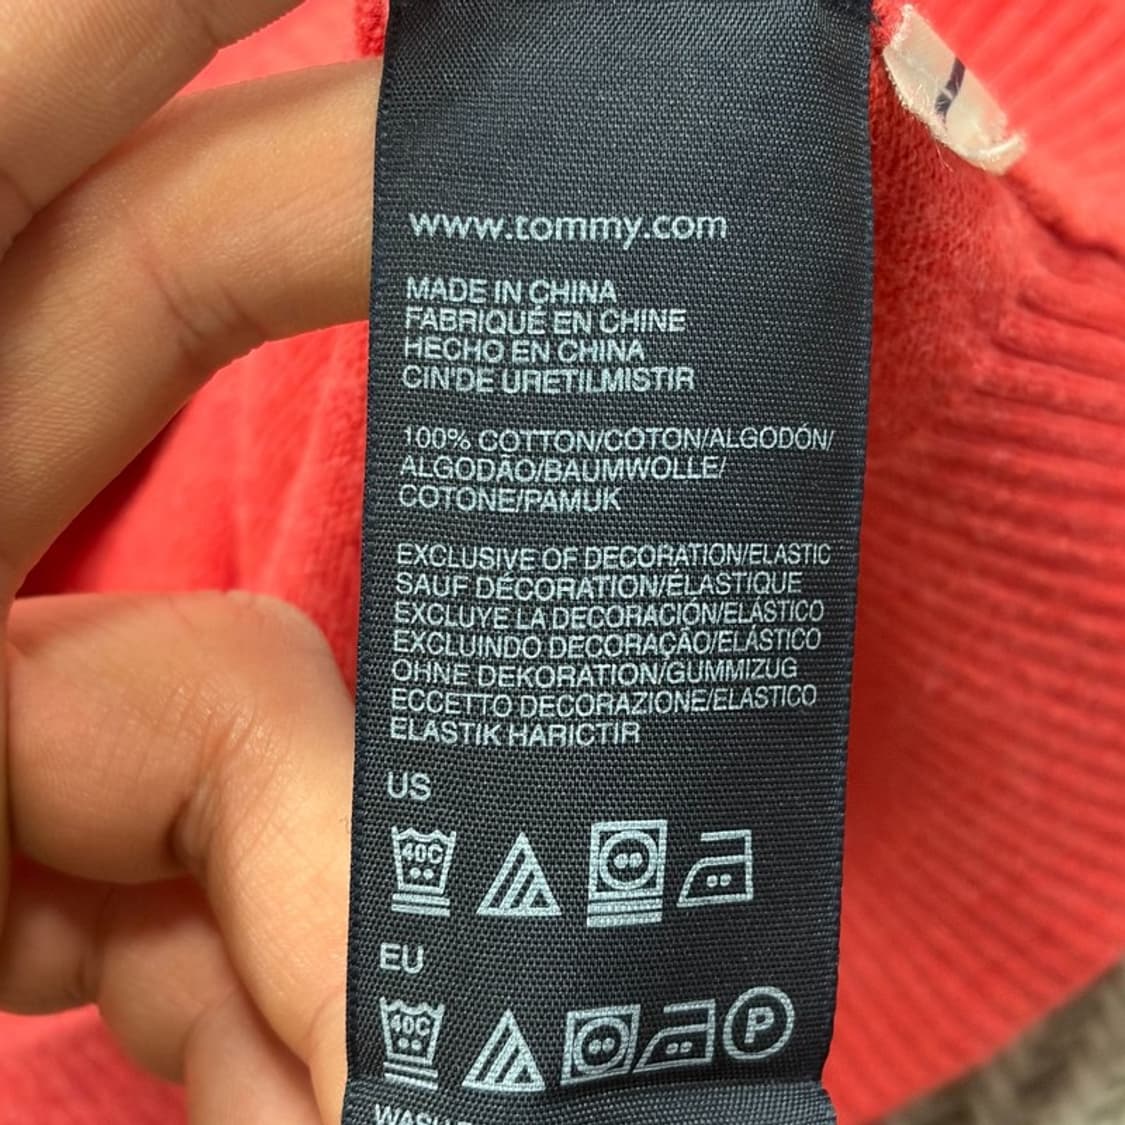 www.tommy.com
MADE IN CHINA
FABRIQUÉ EN CHINE
HECHO EN CHINA
CIN'DE URETILMISTIR
100% COTTON/COTON/ALGODÓN/
ALGODÃO/BAUMWOLLE/
COTONE/PAMUK
EXCLUSIVE OF DECORATION/ELASTIC
SAUF DÉCORATION/ÉLASTIQUE
EXCLUYE LA DECORACIÓN/ELÁSTICO
EXCLUINDO DECORAÇÃO/ELÁSTICO
OHNE DEKORATION/GUMMIZUG
ECCETTO DECORAZIONE/ELASTICO
ELASTIK HARICTIR
US
40C
EU
40C P